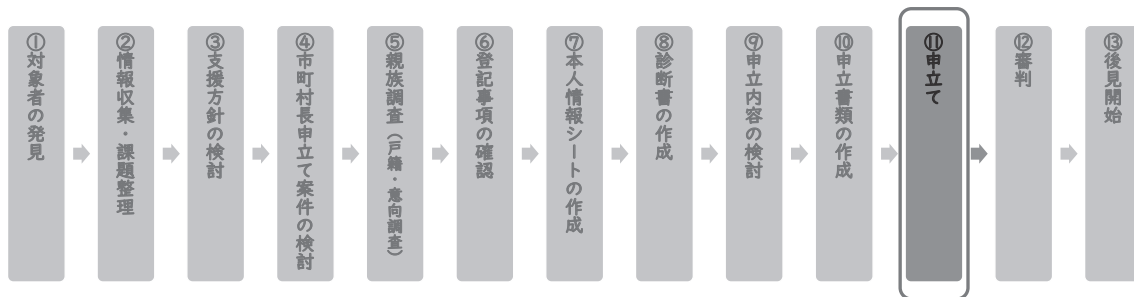 ①対象者の発見
②情報収集・課題整理
③支援方針の検討
④市町村長申立て案件の検討
⑤親族調査（戸籍・意向調査）
⑥登記事項の確認
⑦本人情報シートの作成
⑧診断書の作成
⑨申立内容の検討
⑩申立書類の作成
⑪申立て
⑫審判
⑬後見開始